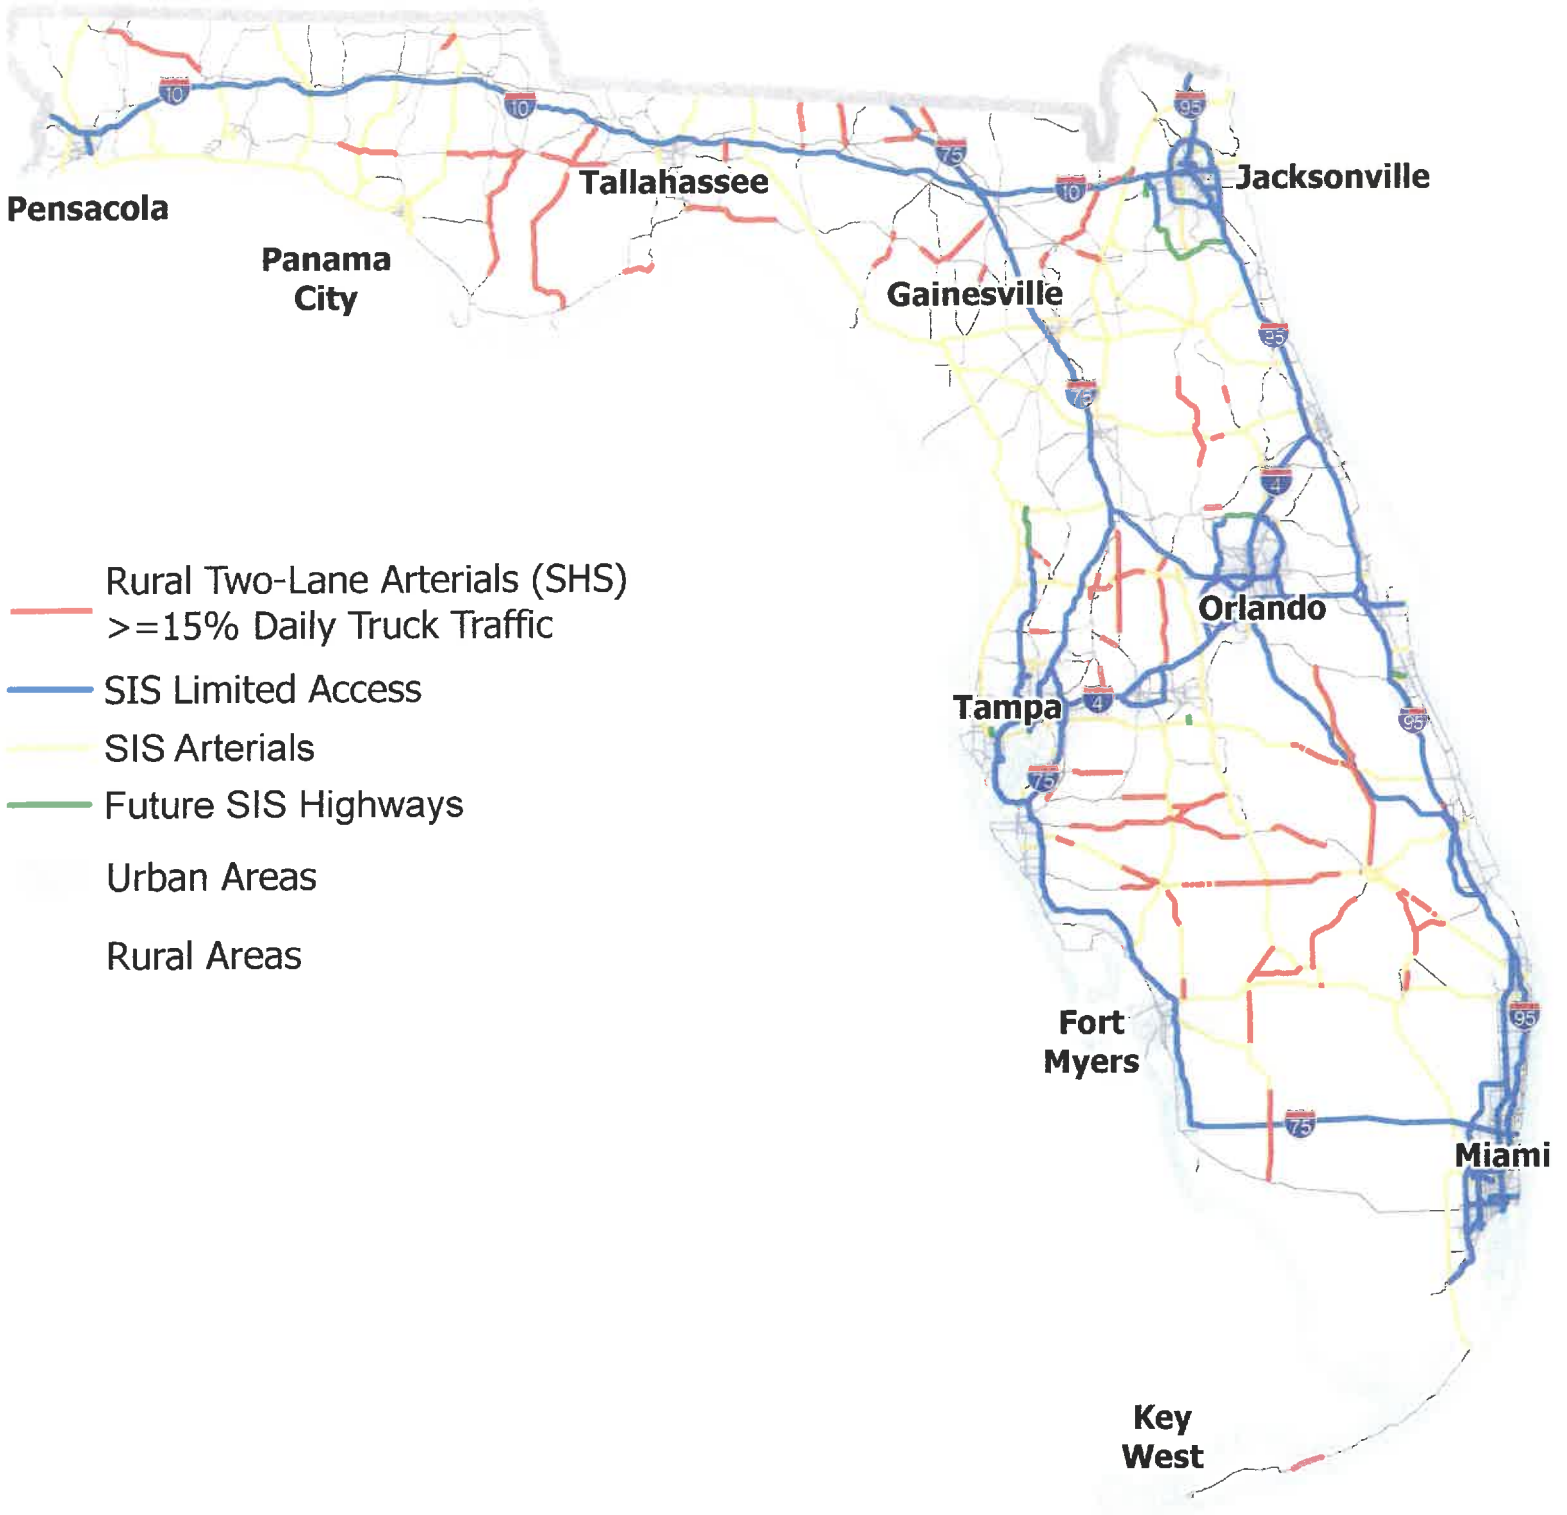 10
10
95
75
10
Jacksonville
Tallahassee
Pensacola
Panama
City
Gainesville
75
4
Rural Two-Lane Arterials (SHS)
>=15% Daily Truck Traffic
Orlando
SIS Limited Access
Tampa
4
95
SIS Arterials
75
Future SIS Highways
Urban Areas
Rural Areas
Fort
Myers
95
75
Miami
Key
West